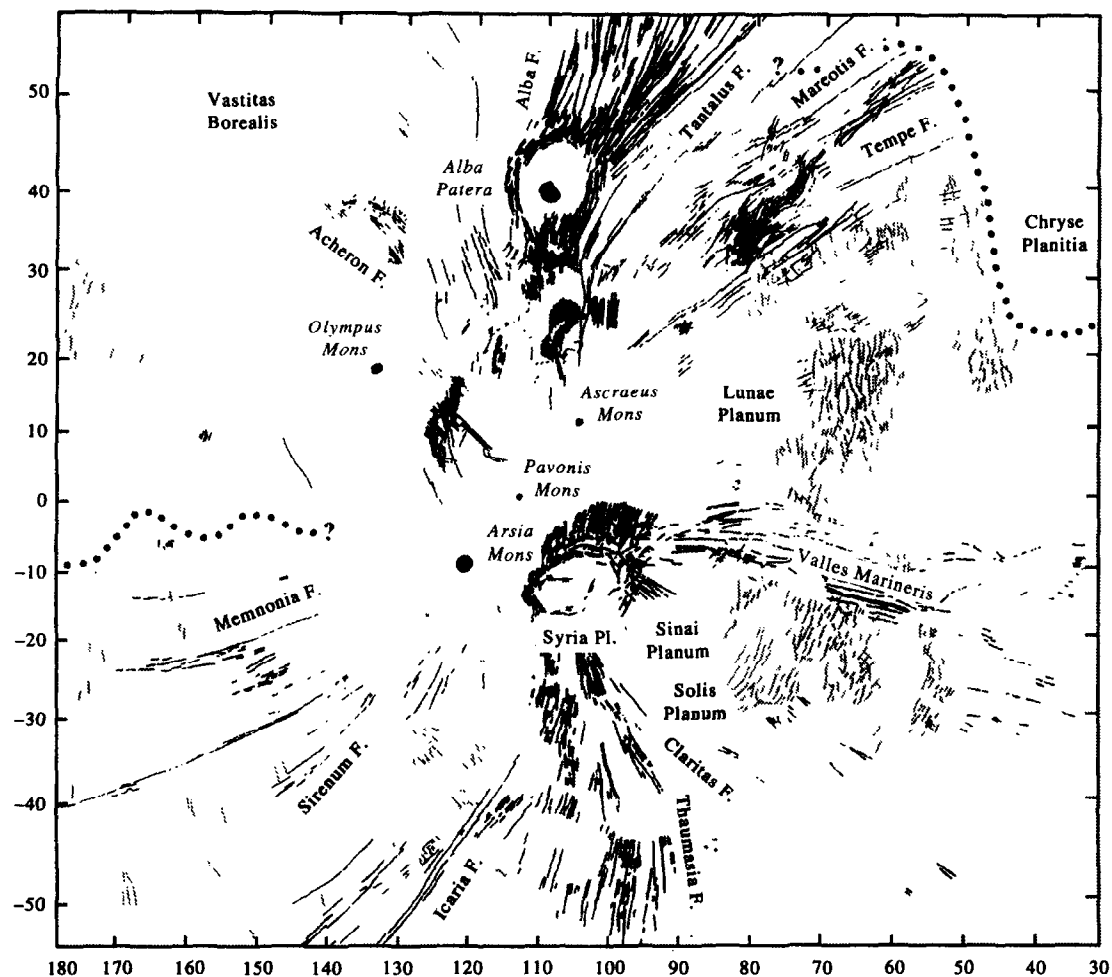 50
40
30
20
10
0
-10
-20
-30
-40
-50
Vastitas
Borealis
Alba F.
Tantalus F.
?
Marcotis F.
Tempe F.
Alba
Patera
Acheron F.
Chryse
Planitia
Olympus
Mons
Ascraeus
Mons
Lunae
Planum
Pavonis
Mons
?
Arsia
Mons
Valles Marineris
Memnonia F.
Syria Pl.
Sinai
Planum
Solis
Planum
Sirenum F.
Claritas F.
Thaumasia F.
Icaria F.
180 170 160 150 140 130 120 110 100 90 80 70 60 50 40 30